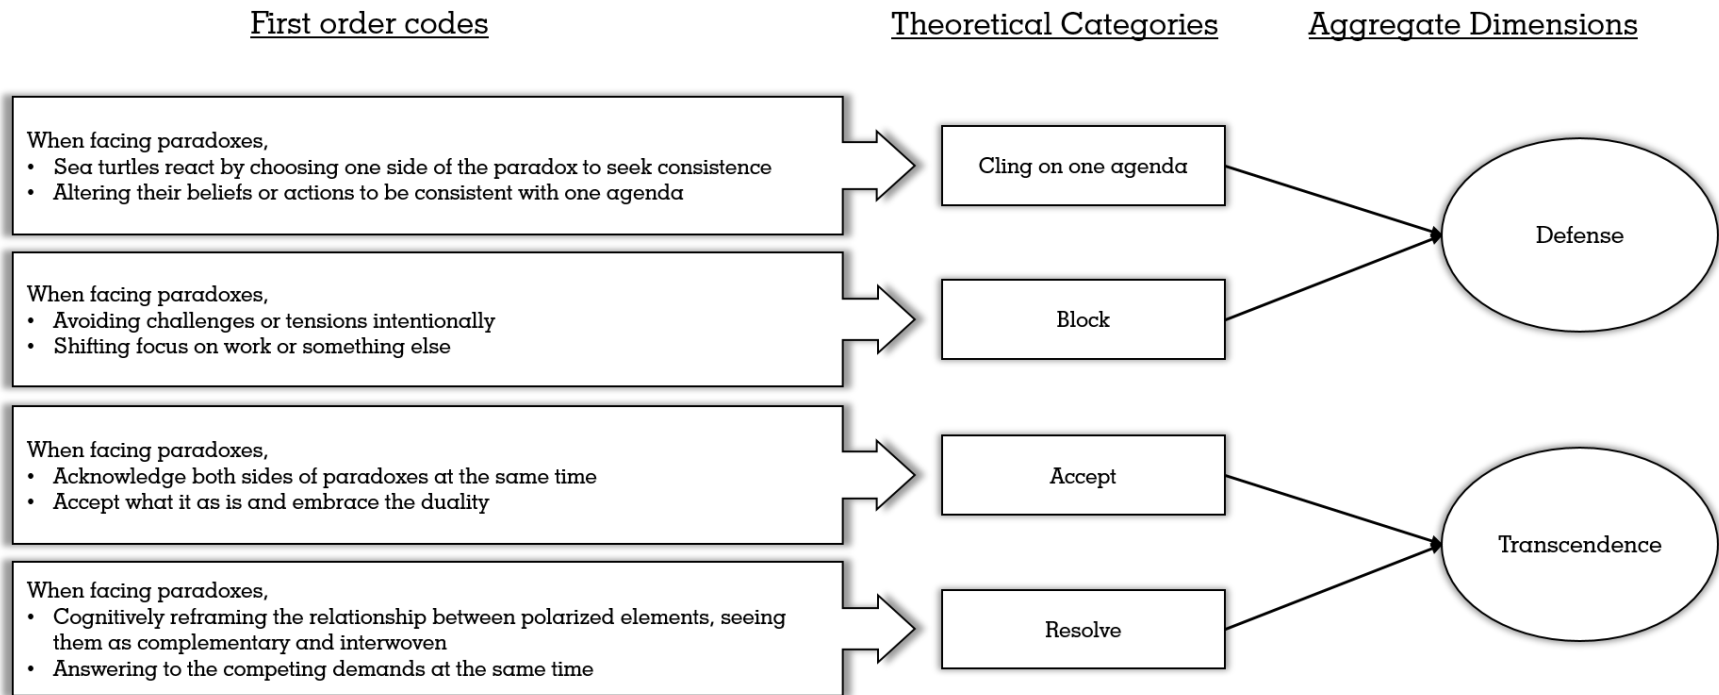 First order codes
Theoretical Categories
Aggregate Dimensions
When facing paradoxes,
• Sea turtles react by choosing one side of the paradox to seek consistence
• Altering their beliefs or actions to be consistent with one agenda
Cling on one agenda
Defense
When facing paradoxes,
• Avoiding challenges or tensions intentionally
• Shifting focus on work or something else
Block
When facing paradoxes,
• Acknowledge both sides of paradoxes at the same time
• Accept what it as is and embrace the duality
Accept
Transcendence
When facing paradoxes,
• Cognitively reframing the relationship between polarized elements, seeing
them as complementary and interwoven
• Answering to the competing demands at the same time
Resolve